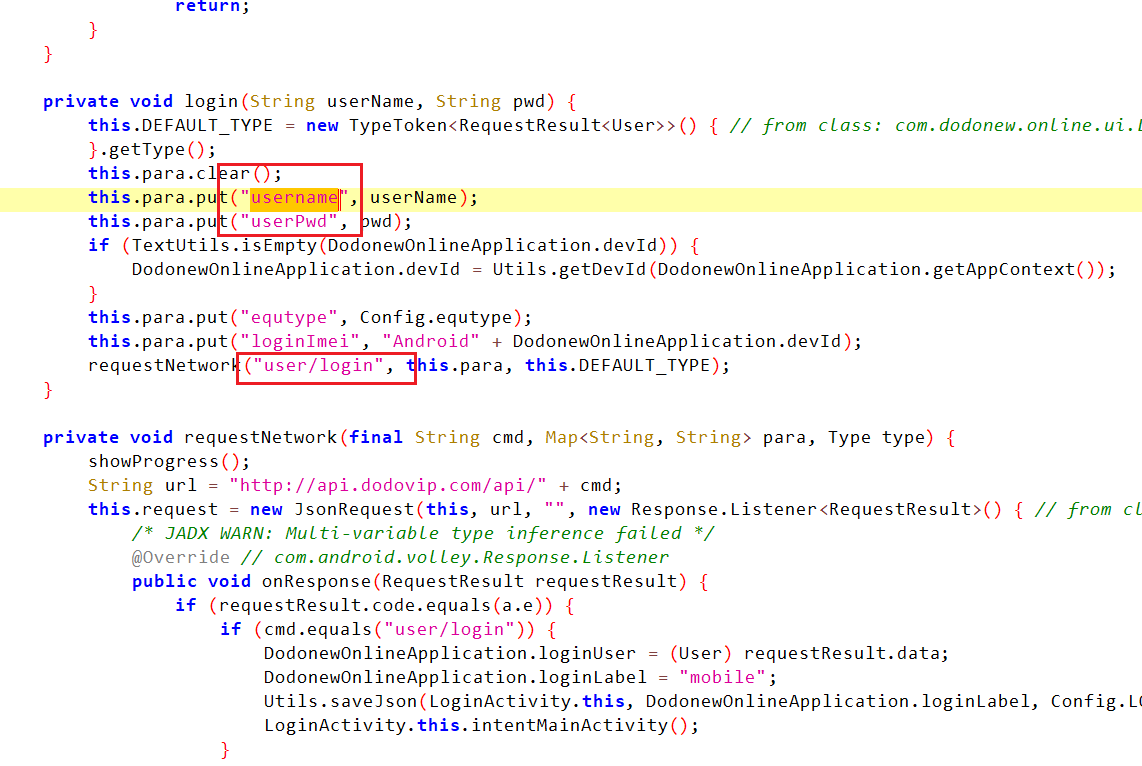 return;
}
}
private void login(String userName, String pwd) {
this.DEFAULT_TYPE = new TypeToken<RequestResult<User>>() { // from class: com.dodonew.online.ui.
}.getType();
this.para.clear();
this.para.put("username", userName);
this.para.put("userPwd", pwd);
if (TextUtils.isEmpty(DodonewOnlineApplication.devId)) {
DodonewOnlineApplication.devId = Utils.getDevId(DodonewOnlineApplication.getAppContext());
}
this.para.put("equtype", Config.equtype);
this.para.put("loginImei", "Android" + DodonewOnlineApplication.devId);
requestNetwork("user/login", this.para, this.DEFAULT_TYPE);
}
private void requestNetwork(final String cmd, Map<String, String> para, Type type) {
showProgress();
String url = "http://api.dodovip.com/api/" + cmd;
this.request = new JsonRequest(this, url, "", new Response.Listener<RequestResult>() { // from cl
/* JADX WARN: Multi-variable type inference failed */
@Override // com.android.volley.Response.Listener
public void onResponse(RequestResult requestResult) {
if (requestResult.code.equals(a.e)) {
if (cmd.equals("user/login")) {
DodonewOnlineApplication.loginUser = (User) requestResult.data;
DodonewOnlineApplication.loginLabel = "mobile";
Utils.saveJson(LoginActivity.this, DodonewOnlineApplication.loginLabel, Config.LO
LoginActivity.this.intentMainActivity();
}